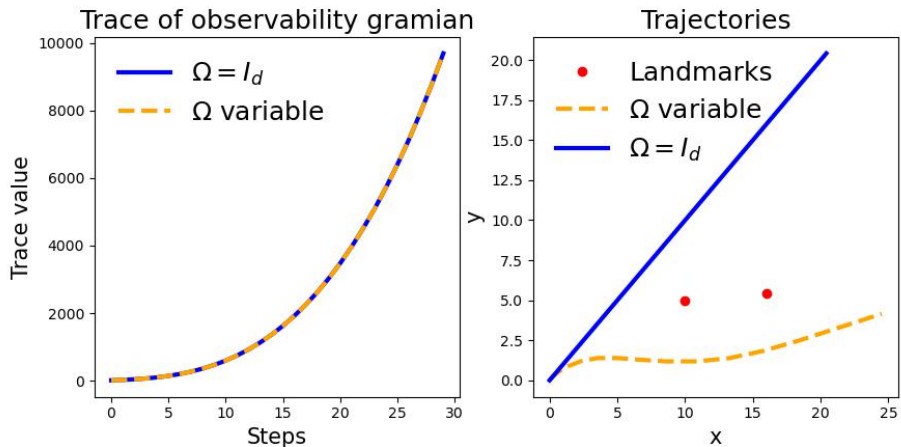 Trace of observability gramian
10000
8000
6000
4000
2000
0
Trace value
Ω = I_d
Ω variable
0 5 10 15 20 25 30
Steps
Trajectories
20.0
17.5
15.0
12.5
10.0
7.5
5.0
2.5
0.0
y
Landmarks
Ω variable
Ω = I_d
0 5 10 15 20 25
x